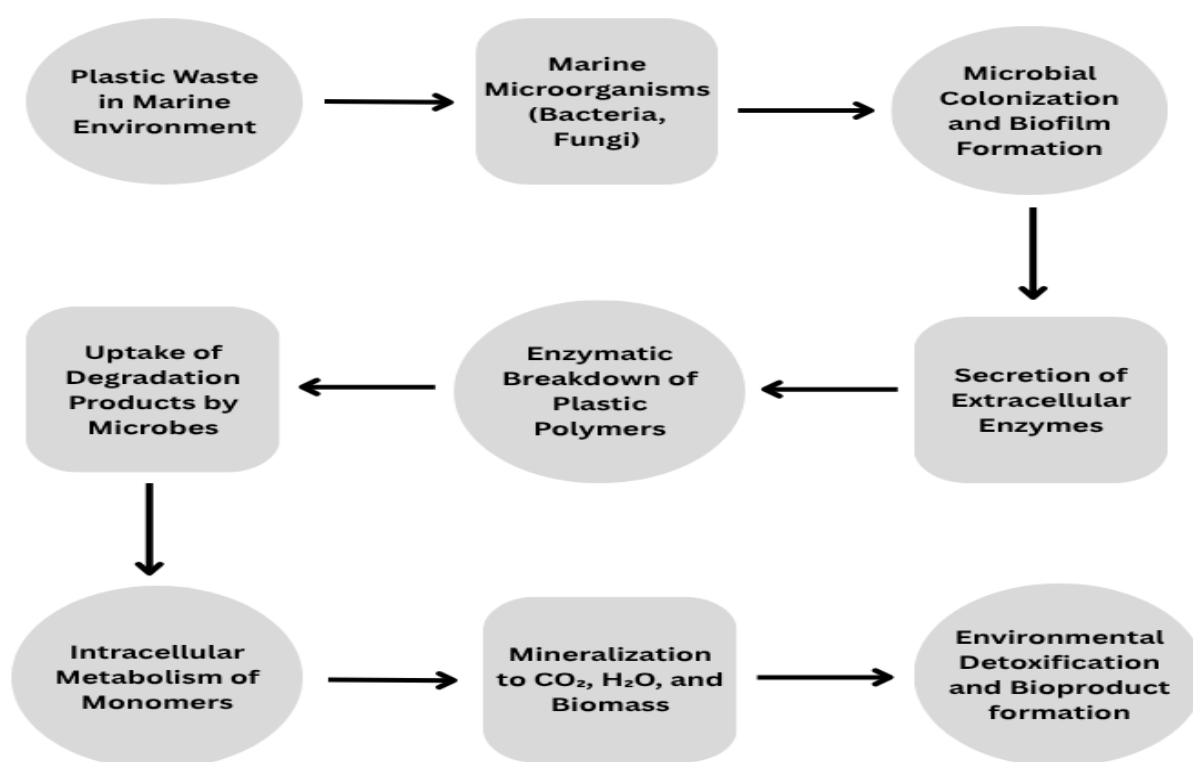 Plastic Waste
in Marine
Environment
Marine
Microorganisms
(Bacteria,
Fungi)
Microbial
Colonization
and Biofilm
Formation
Secretion of
Extracellular
Enzymes
Enzymatic
Breakdown of
Plastic
Polymers
Uptake of
Degradation
Products by
Microbes
Intracellular
Metabolism of
Monomers
Mineralization
to CO₂, H₂O, and
Biomass
Environmental
Detoxification
and Bioproduct
formation